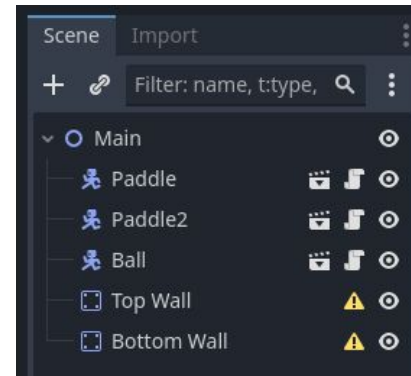 Scene Import
Filter: name, t:type,
Main
Paddle
Paddle2
Ball
Top Wall
Bottom Wall